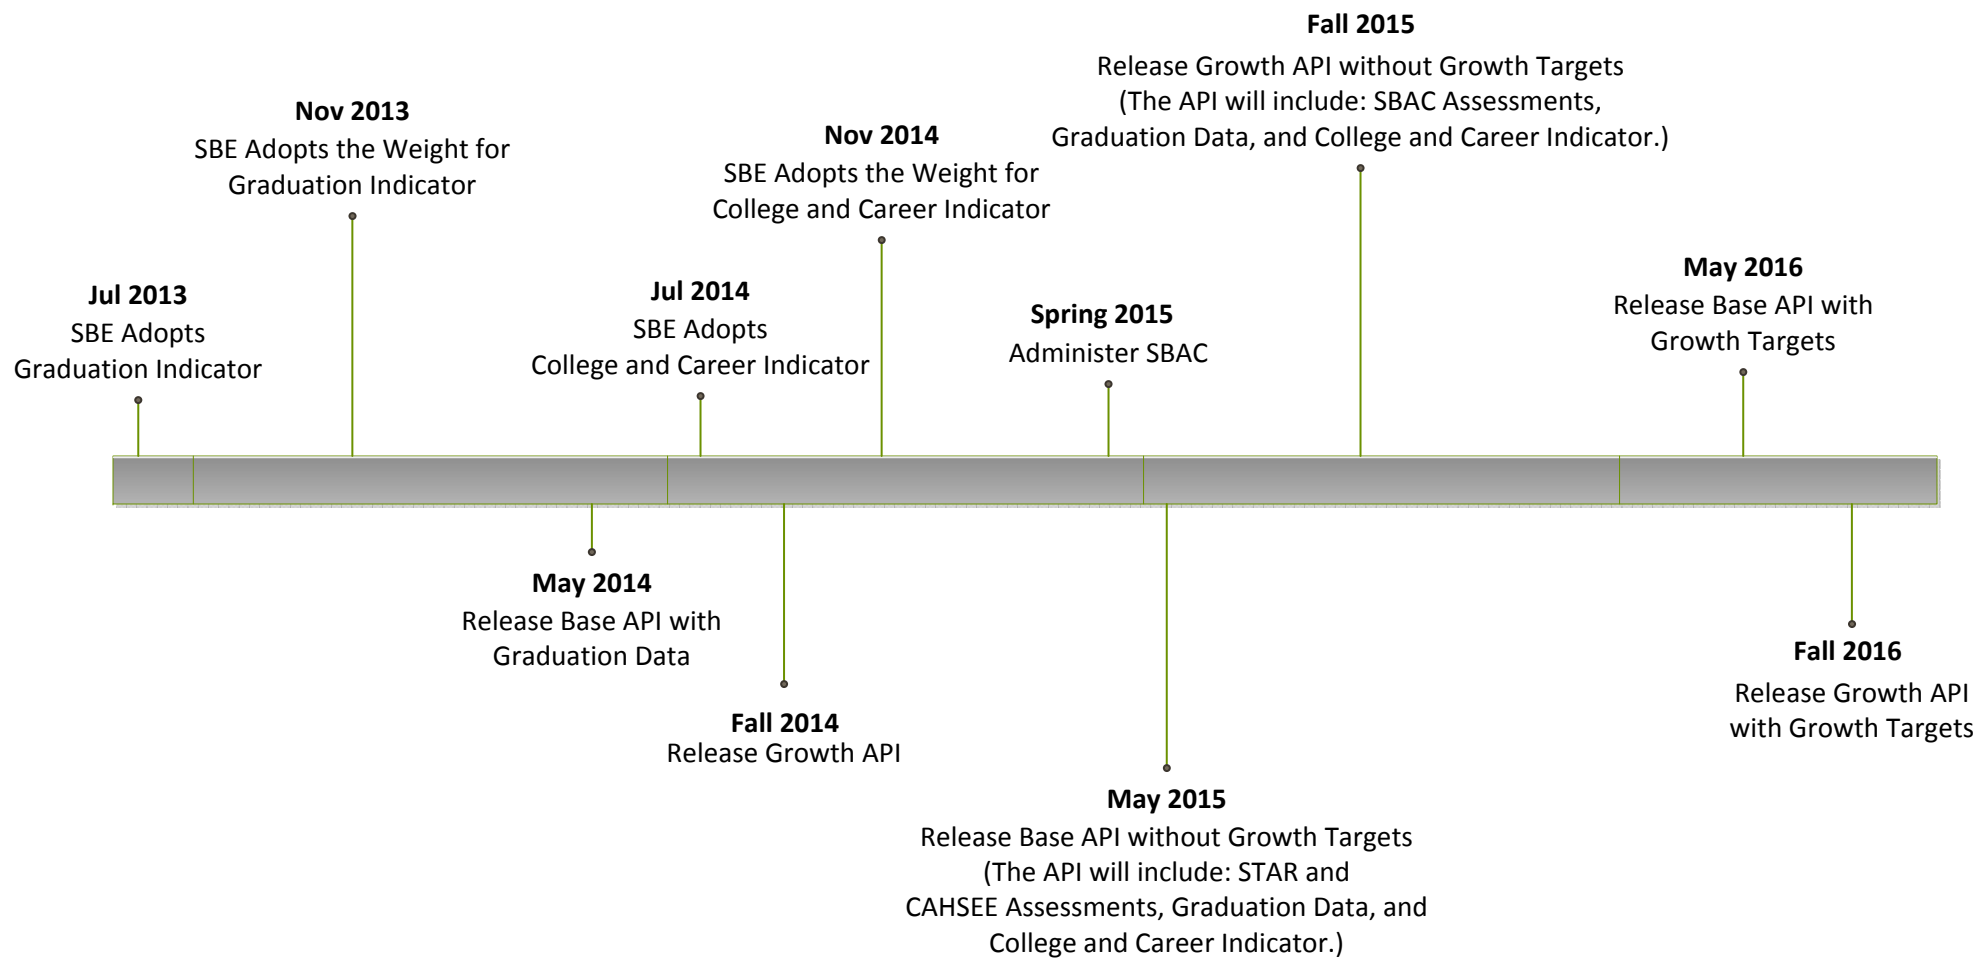 Jul 2013
SBE Adopts
Graduation Indicator
Nov 2013
SBE Adopts the Weight for
Graduation Indicator
May 2014
Release Base API with
Graduation Data
Jul 2014
SBE Adopts
College and Career Indicator
Fall 2014
Release Growth API
Nov 2014
SBE Adopts the Weight for
College and Career Indicator
Spring 2015
Administer SBAC
May 2015
Release Base API without Growth Targets
(The API will include: STAR and
CAHSEE Assessments, Graduation Data, and
College and Career Indicator.)
Fall 2015
Release Growth API without Growth Targets
(The API will include: SBAC Assessments,
Graduation Data, and College and Career Indicator.)
May 2016
Release Base API with
Growth Targets
Fall 2016
Release Growth API
with Growth Targets